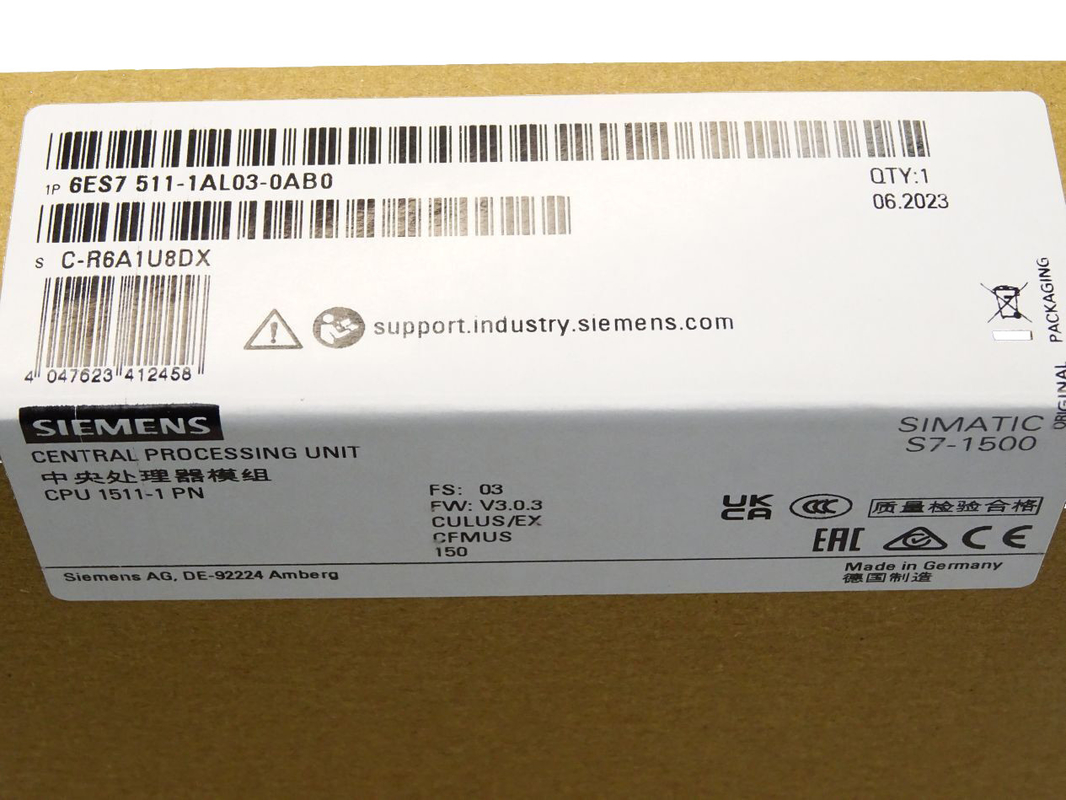 1P 6ES7 511-1AL03-0AB0
QTY:1
06.2023
S C-R6A1U8DX
4 047623 412458
support.industry.siemens.com
ORIGINAL PACKAGING
SIEMENS
SIMATIC
S7-1500
CENTRAL PROCESSING UNIT
中央处理器模组
CPU 1511-1 PN
FS: 03
FW: V3.0.3
CULUS/EX
CFMUS
150
UK
CA
CCC
质量检验合格
EAC
CE
Siemens AG, DE-92224 Amberg
Made in Germany
德国制造